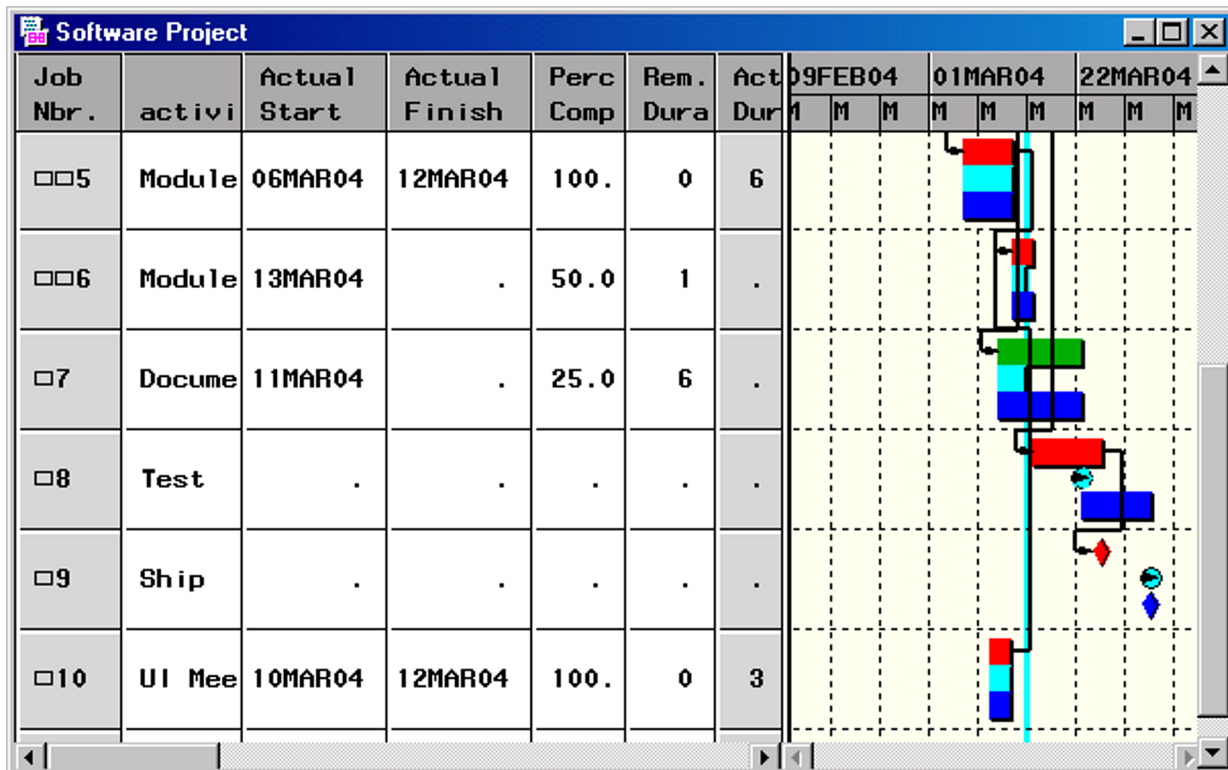 Software Project
Job Actual Actual Perc Rem. Act 09FEB04 01MAR04 22MAR04
Nbr. activi Start Finish Comp Dura Dur M M M M M M M M M
□□5 Module 06MAR04 12MAR04 100. 0 6
□□6 Module 13MAR04 . 50.0 1 .
□7 Docume 11MAR04 . 25.0 6 .
□8 Test . . . . .
□9 Ship . . . . .
□10 UI Mee 10MAR04 12MAR04 100. 0 3